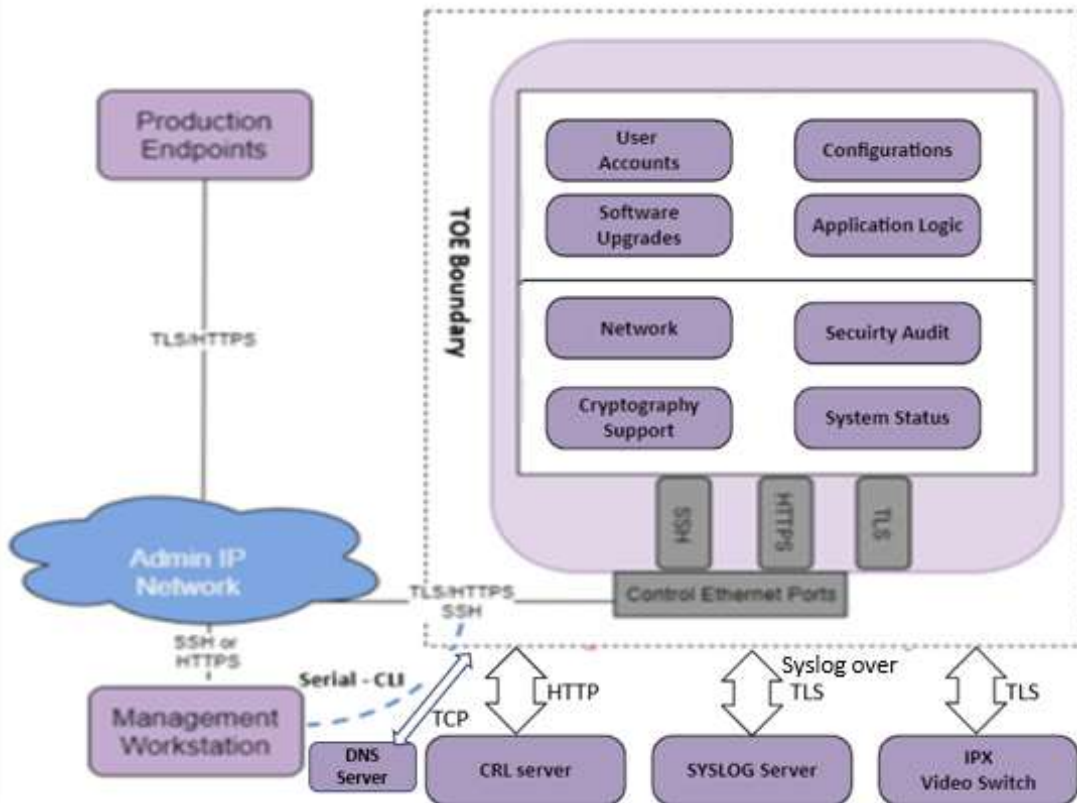 Production
Endpoints
TLS/HTTPS
Admin IP
Network
SSH or
HTTPS
Management
Workstation
TOE Boundary
User
Accounts
Configurations
Software
Upgrades
Application Logic
Network
Secuirty Audit
Cryptography
Support
System Status
SSH
HTTPS
TLS
Control Ethernet Ports
TLS/HTTPS
SSH
Serial - CLI
TCP
HTTP
Syslog over
TLS
TLS
DNS
Server
CRL server
SYSLOG Server
IPX
Video Switch